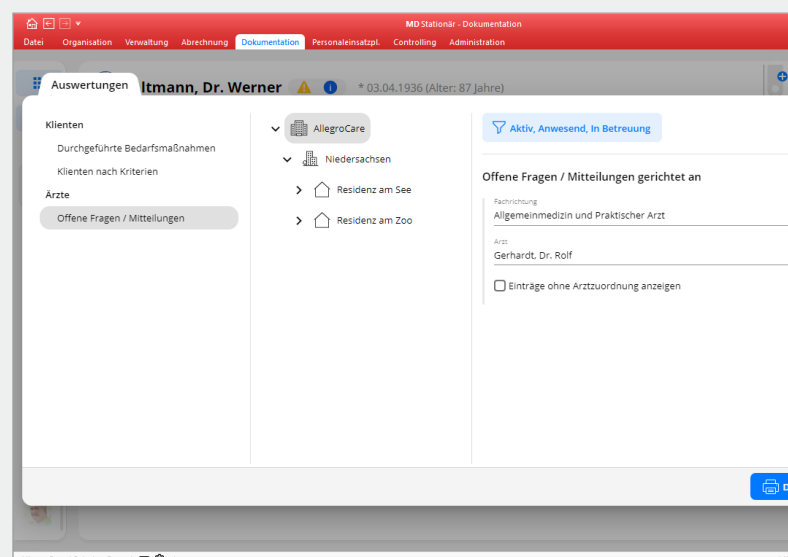 MD Stationär - Dokumentation
Datei Organisation Verwaltung Abrechnung Dokumentation Personaleinsatzpl. Controlling Administration
ltmann, Dr. Werner * 03.04.1936 (Alter: 87 Jahre)
Auswertungen
Klienten
Durchgeführte Bedarfsmaßnahmen
Klienten nach Kriterien
Ärzte
Offene Fragen / Mitteilungen
AllegroCare
Niedersachsen
Residenz am See
Residenz am Zoo
Aktiv, Anwesend, In Betreuung
Offene Fragen / Mitteilungen gerichtet an
Fachrichtung
Allgemeinmedizin und Praktischer Arzt
Arzt
Gerhardt, Dr. Rolf
Einträge ohne Arztzuordnung anzeigen